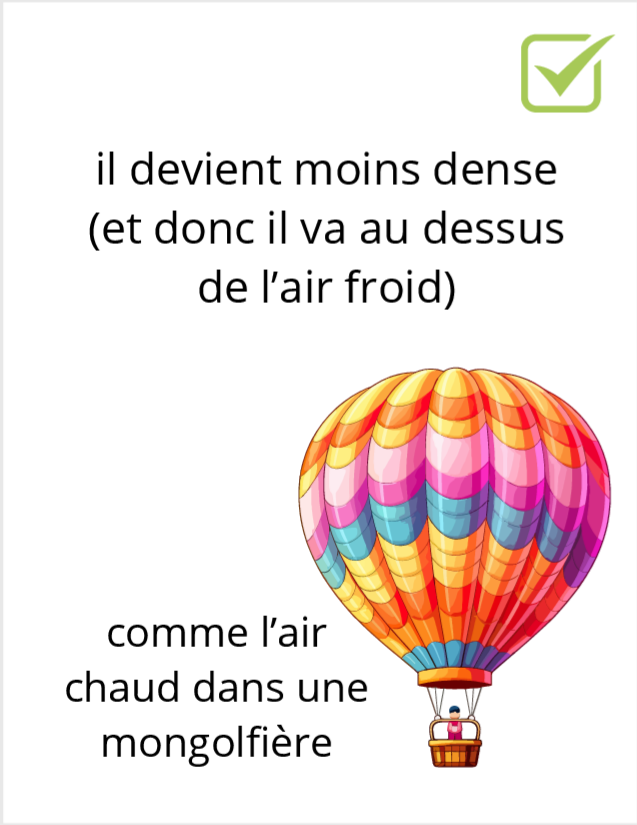 il devient moins dense
(et donc il va au dessus
de l’air froid)
comme l’air
chaud dans une
mongolfière